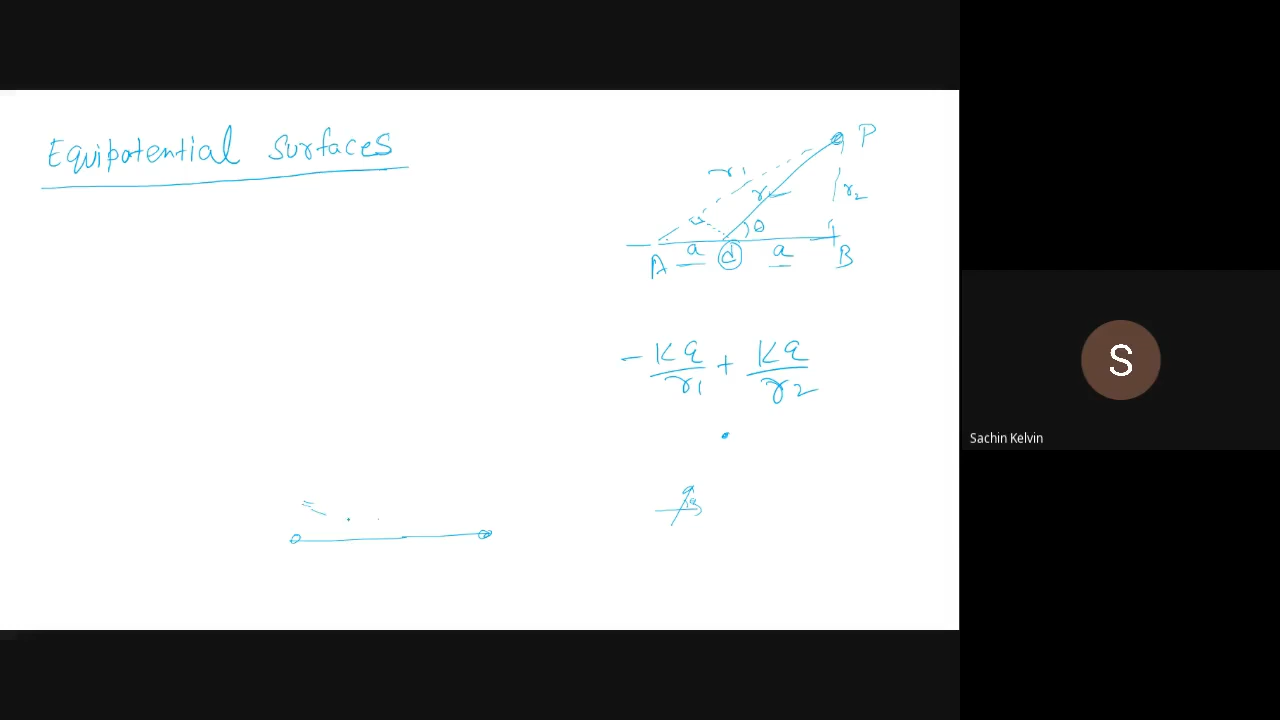 Equipotential Surfaces
P
r₁
r
r₂
θ
a
a
A
d
B
- Kq/r₁ + Kq/r₂
S
Sachin Kelvin